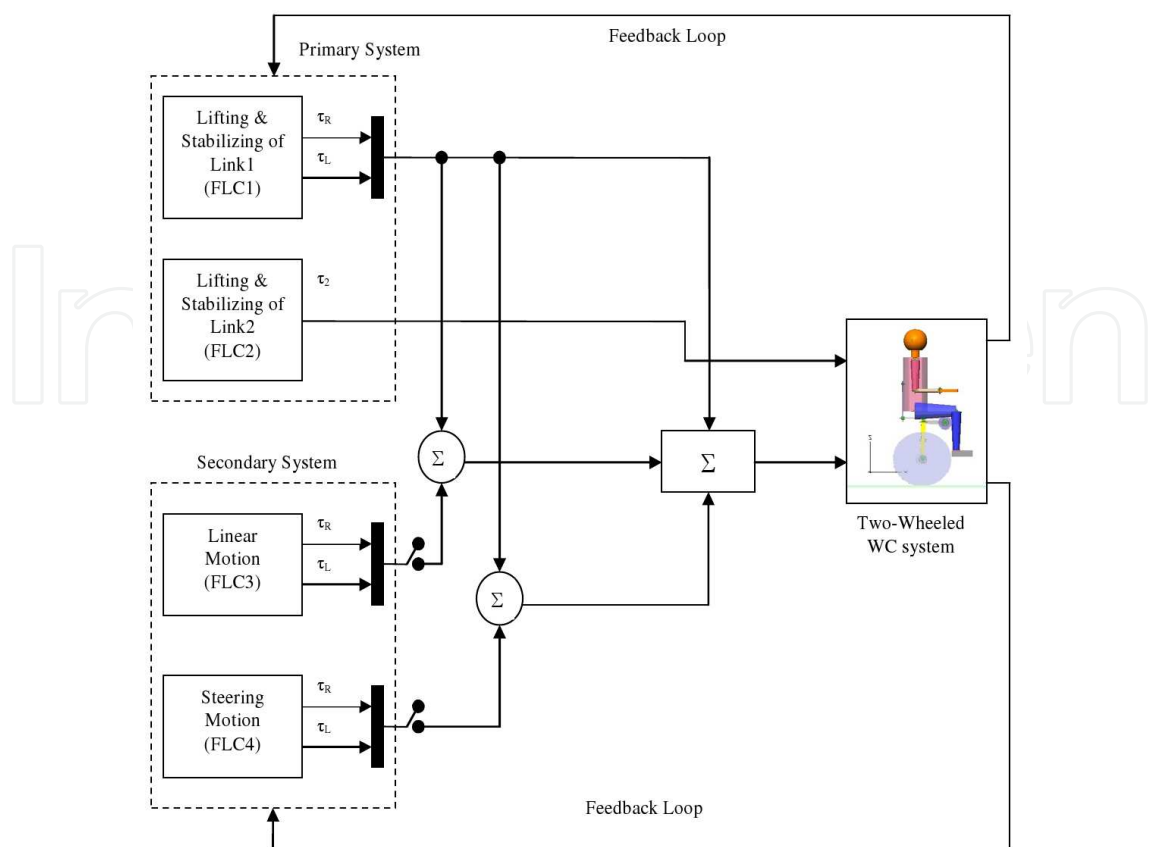 Feedback Loop
Primary System
Lifting &
Stabilizing of
Link1
(FLC1)
τR
τL
Lifting &
Stabilizing of
Link2
(FLC2)
τ2
Secondary System
Σ
Σ
Linear
Motion
(FLC3)
τR
τL
Two-Wheeled
WC system
Σ
Steering
Motion
(FLC4)
τR
τL
Feedback Loop